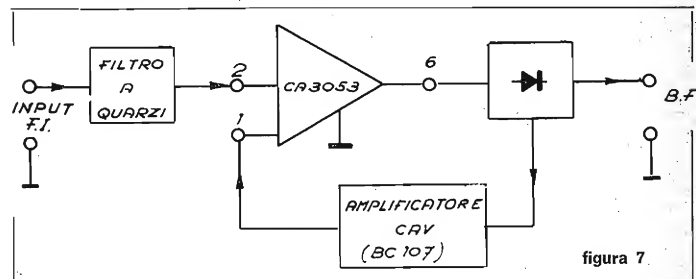 FILTRO
A
QUARZI
INPUT
F.I.
2
1
CA3053
6
B.F.
AMPLIFICATORE
CAV
(BC 107)
figura 7